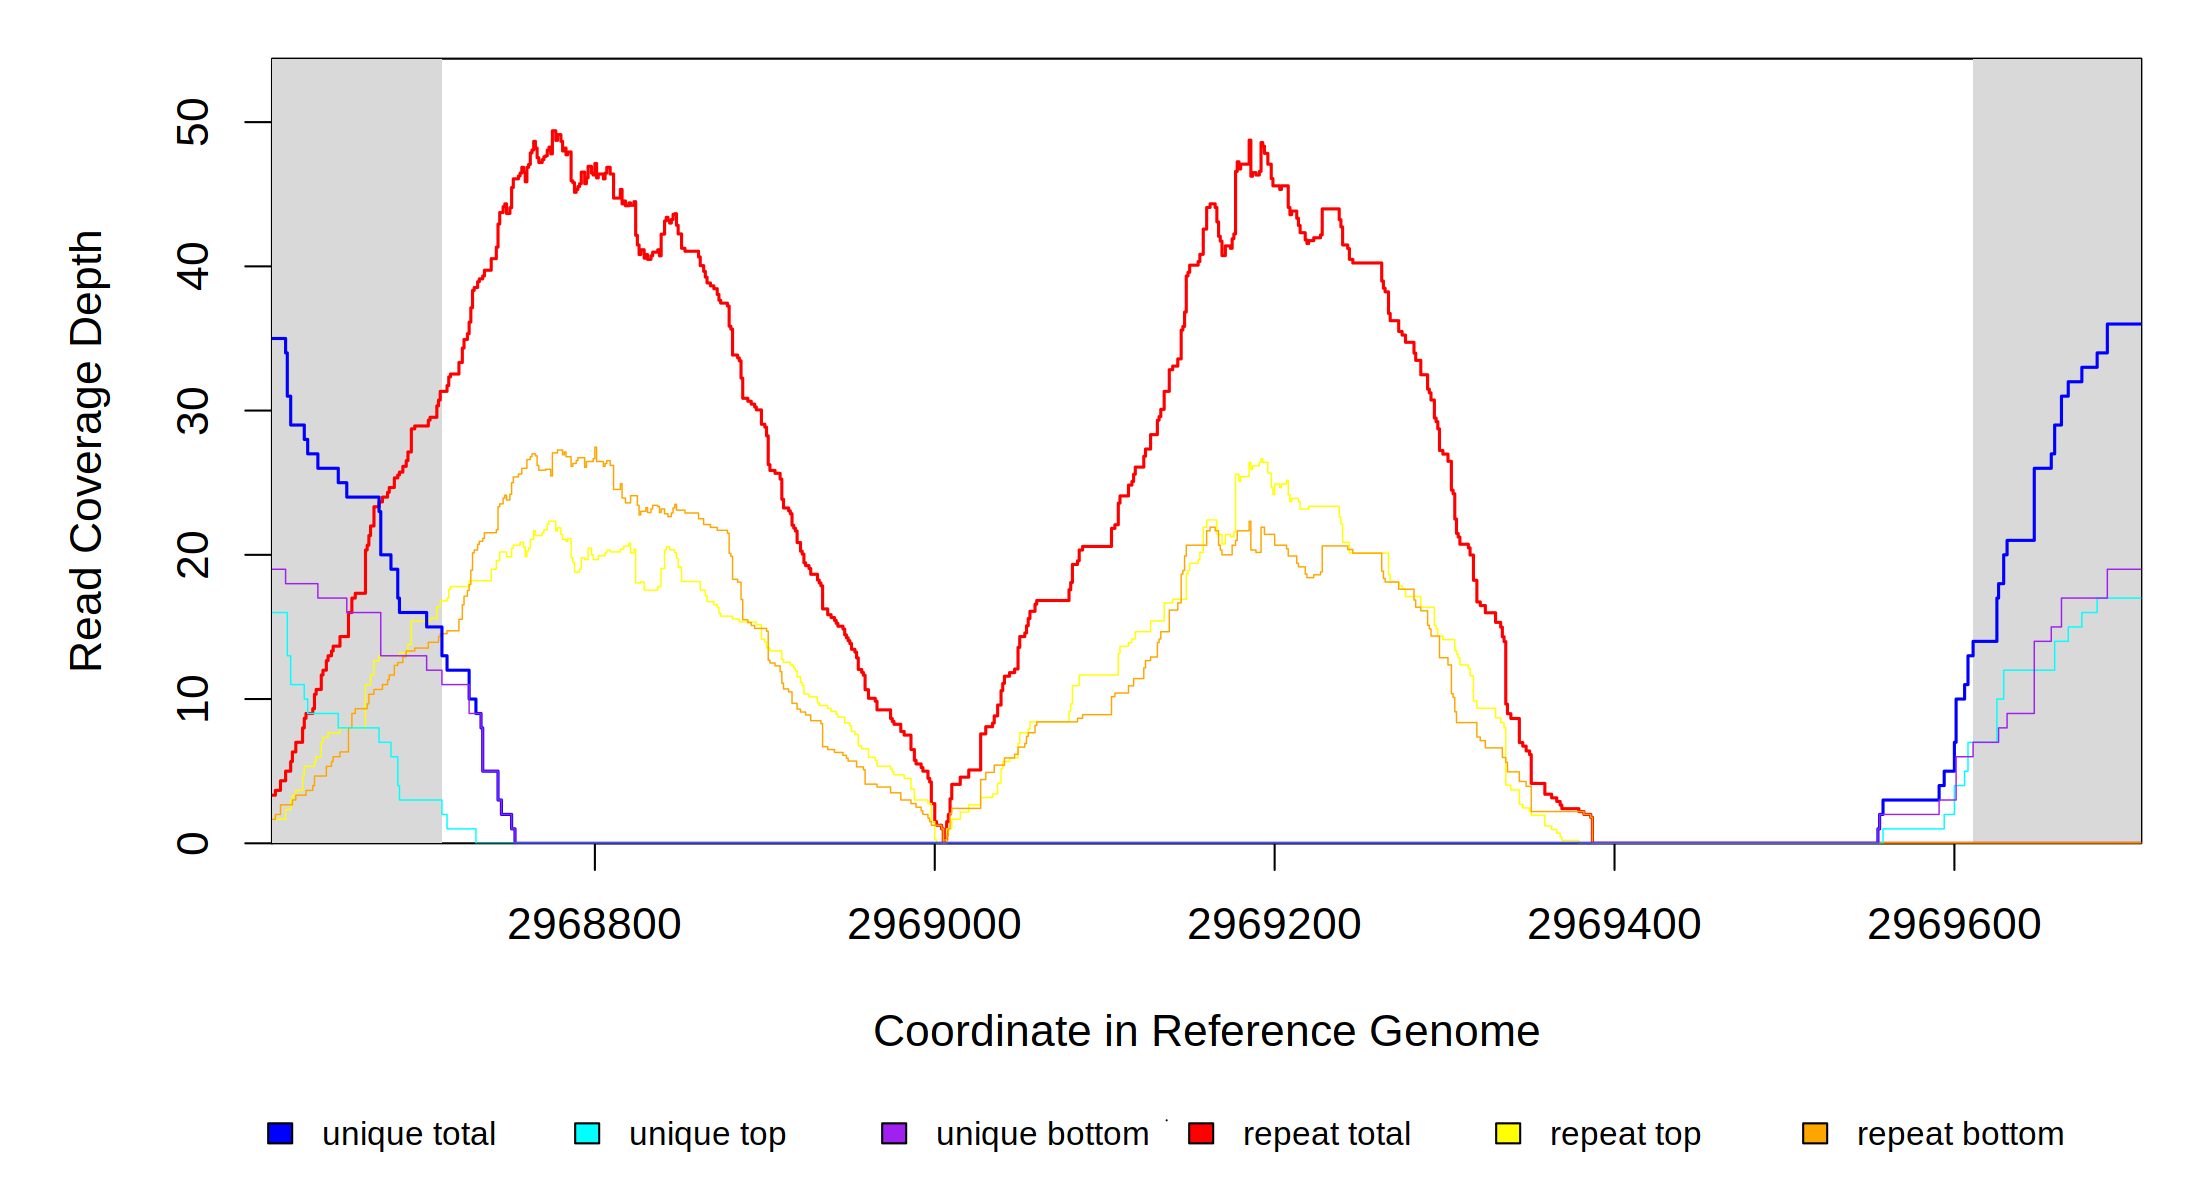 Read Coverage Depth
50
40
30
20
10
0
2968800 2969000 2969200 2969400 2969600
Coordinate in Reference Genome
unique total unique top unique bottom repeat total repeat top repeat bottom